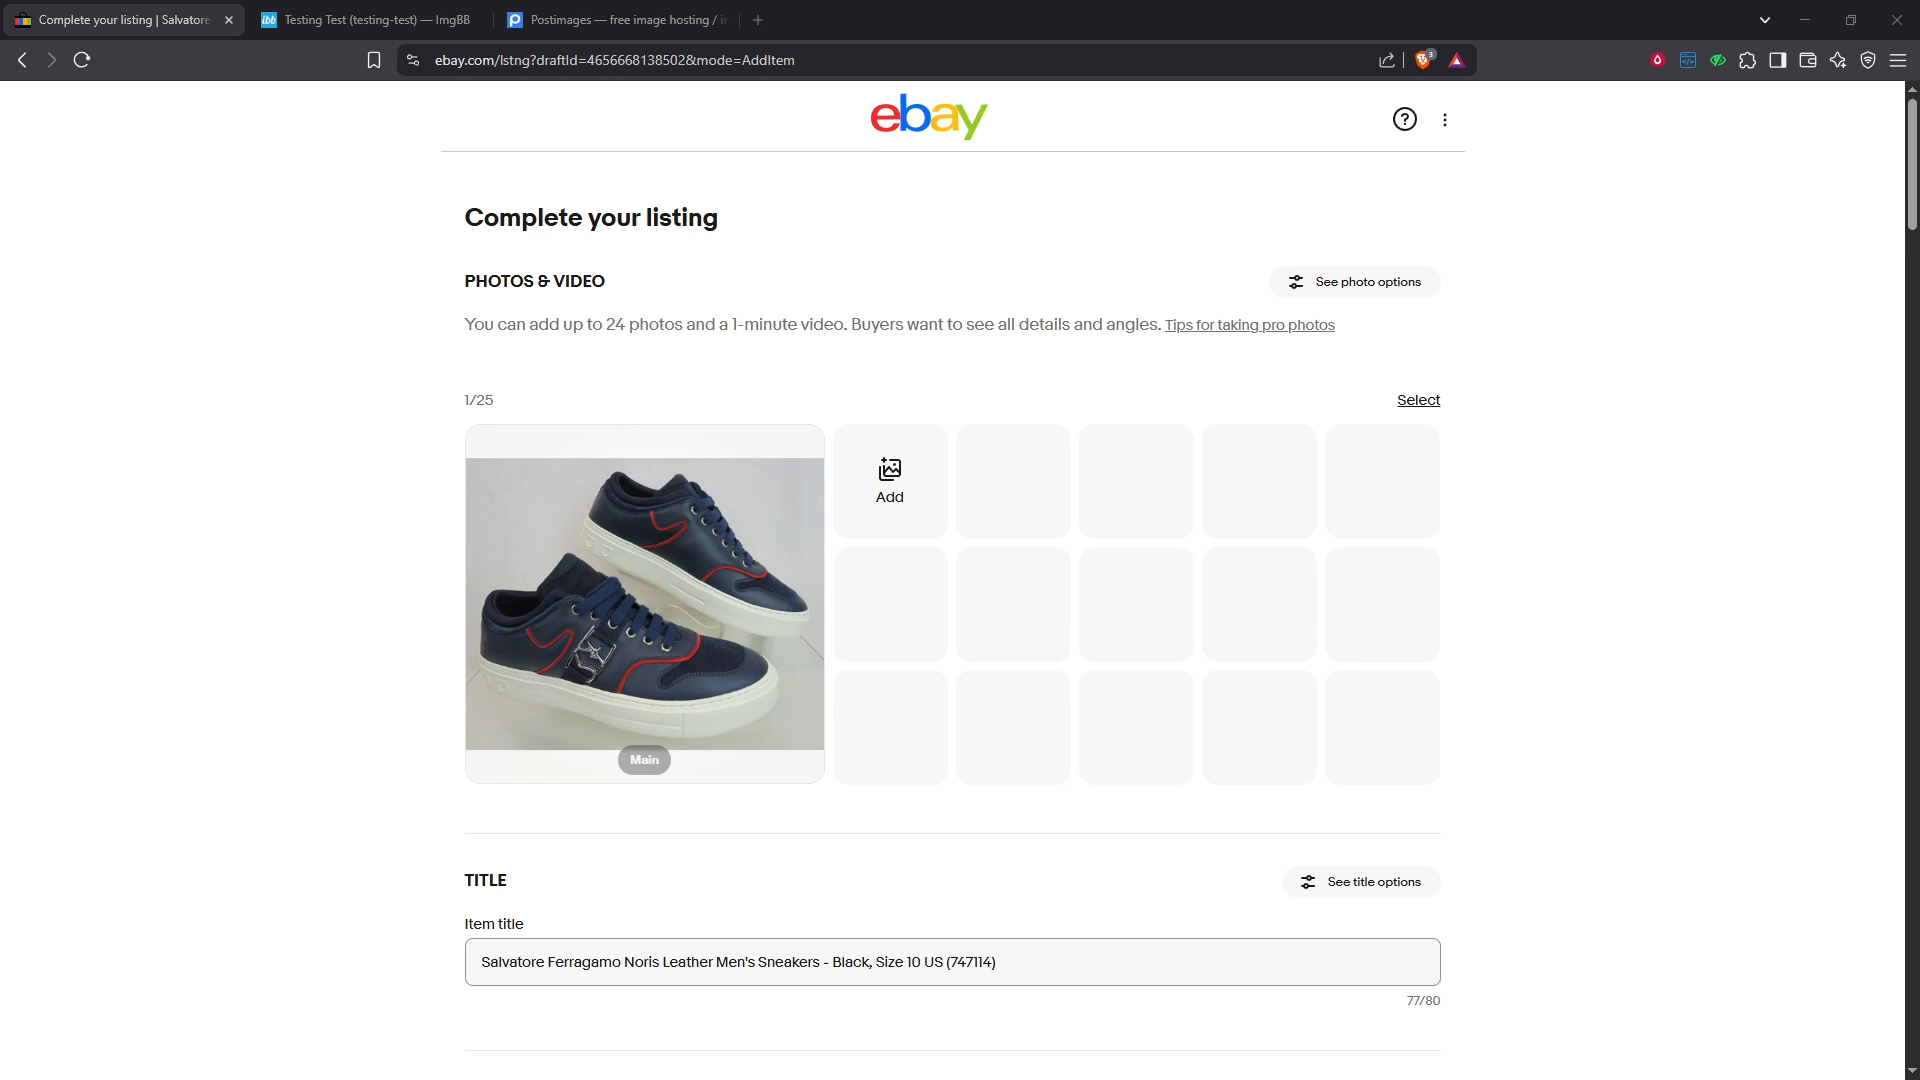 Complete your listing | Salvatore
Testing Test (testing-test) — ImgBB
Postimages — free image hosting / i
ebay.com/lstng?draftId=4656668138502&mode=AddItem
3
ebay
Complete your listing
PHOTOS & VIDEO
See photo options
You can add up to 24 photos and a 1-minute video. Buyers want to see all details and angles. Tips for taking pro photos
1/25
Select
Add
Main
TITLE
See title options
Item title
Salvatore Ferragamo Noris Leather Men's Sneakers - Black, Size 10 US (747114)
77/80